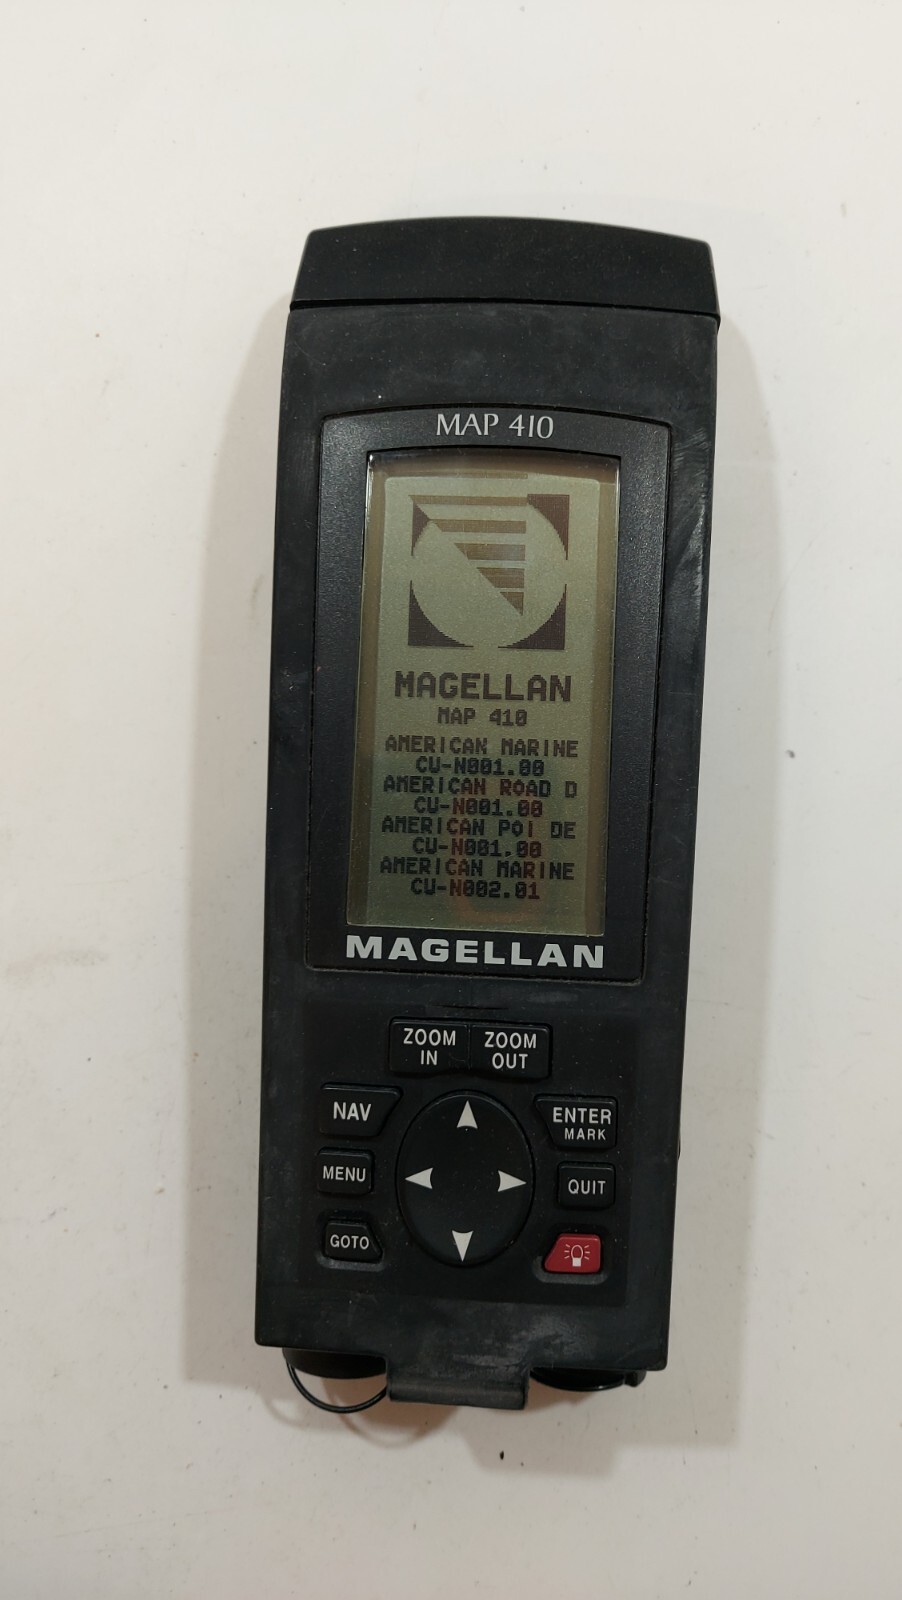 MAP 410
MAGELLAN
MAP 410
AMERICAN MARINE
CU-N001.00
AMERICAN ROAD D
CU-N001.00
AMERICAN POI DE
CU-N001.00
AMERICAN MARINE
CU-N002.01
MAGELLAN
ZOOM IN
ZOOM OUT
NAV
ENTER
MARK
MENU
QUIT
GOTO